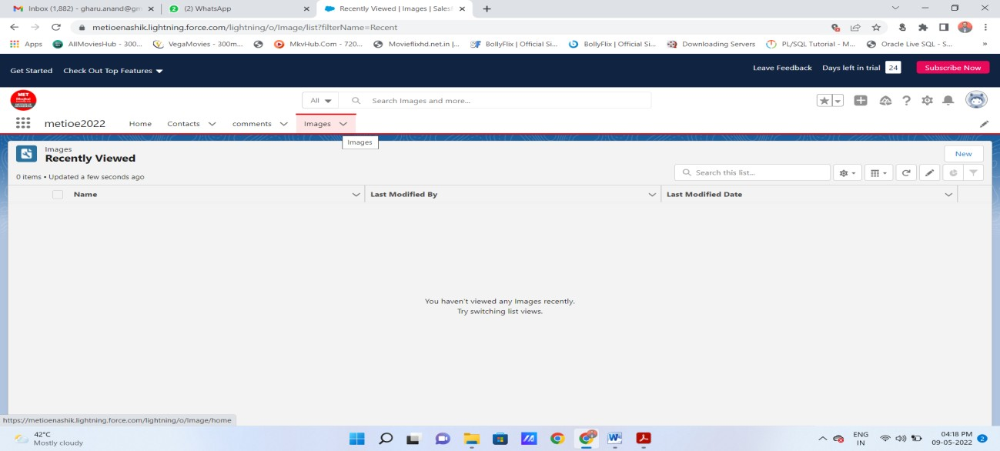 Inbox (1,882) - gharu.anand@gm
(2) WhatsApp
Recently Viewed | Images | Salesf
metioenashik.lightning.force.com/lightning/o/Image/list?filterName=Recent
Apps
AllMoviesHub - 300...
VegaMovies - 300m...
MkvHub.Com - 720...
Movieflixhd.net.in |...
BollyFlix | Official Si...
BollyFlix | Official Si...
Downloading Servers
PL/SQL Tutorial - M...
Oracle Live SQL - S...
»
Get Started
Check Out Top Features
Leave Feedback
Days left in trial 24
Subscribe Now
MET
All
Search Images and more...
metioe2022
Home
Contacts
comments
Images
Images
Images
Recently Viewed
New
0 items • Updated a few seconds ago
Search this list...
Name
Last Modified By
Last Modified Date
You haven't viewed any Images recently.
Try switching list views.
https://metioenashik.lightning.force.com/lightning/o/Image/home
42°C
Mostly cloudy
ENG
IN
04:18 PM
09-05-2022
2